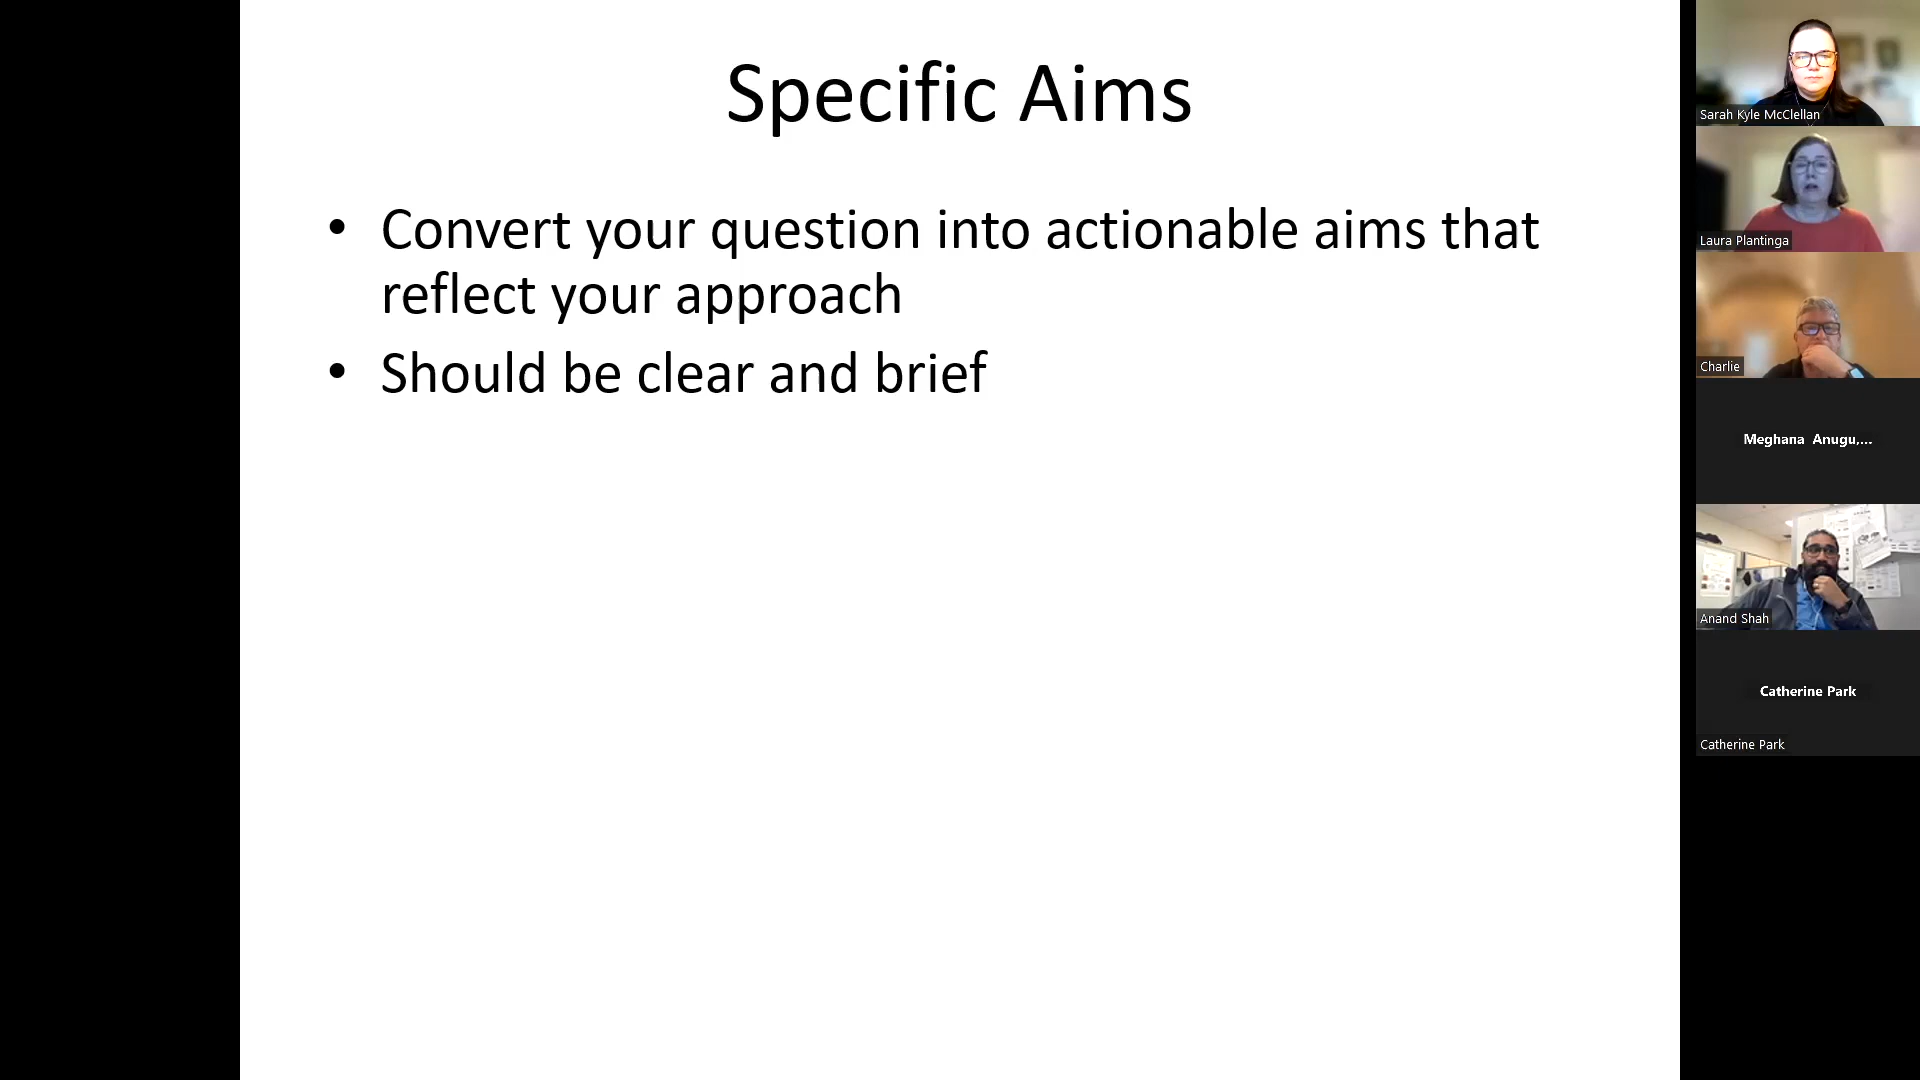 Specific Aims
• Convert your question into actionable aims that
reflect your approach
• Should be clear and brief
Sarah Kyle McClellan
Laura Plantinga
Charlie
Meghana Anugu,...
Anand Shah
Catherine Park
Catherine Park